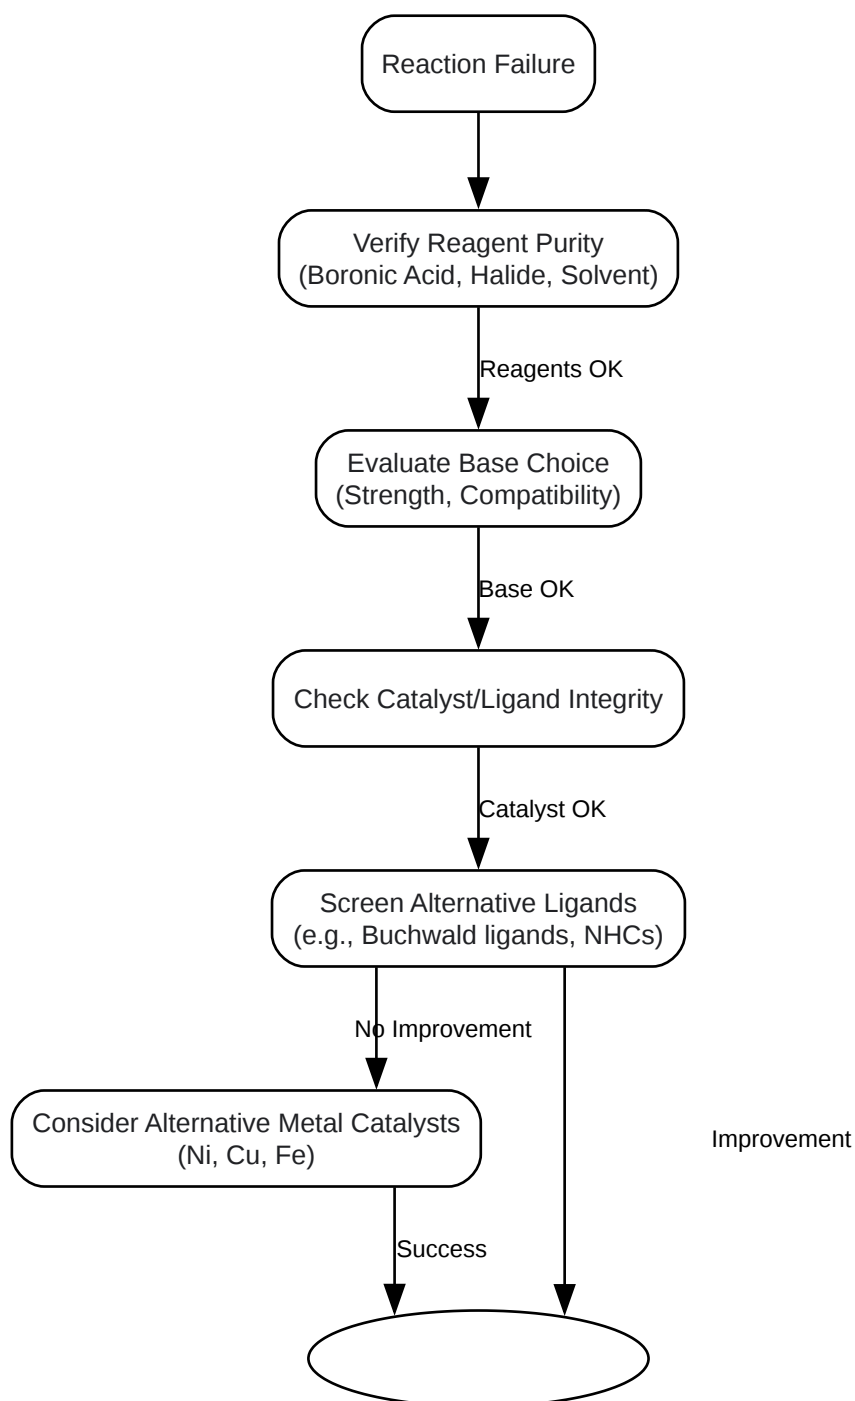 Reaction Failure
Verify Reagent Purity
(Boronic Acid, Halide, Solvent)
Reagents OK
Evaluate Base Choice
(Strength, Compatibility)
Base OK
Check Catalyst/Ligand Integrity
Catalyst OK
Screen Alternative Ligands
(e.g., Buchwald ligands, NHCs)
No Improvement
Consider Alternative Metal Catalysts
(Ni, Cu, Fe)
Improvement
Success